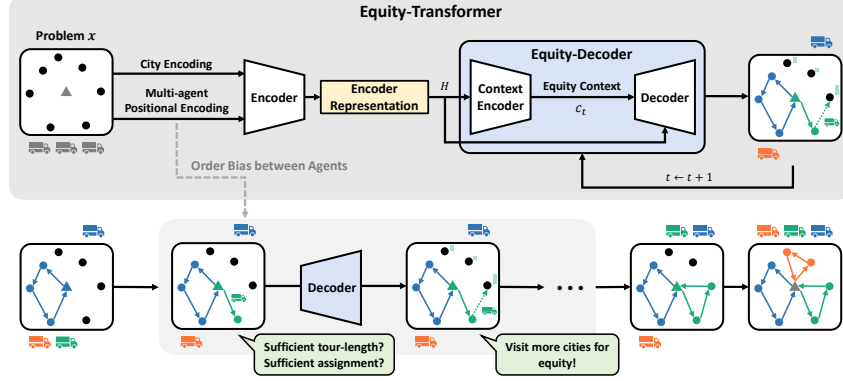 Equity-Transformer
Problem x
City Encoding
Multi-agent
Positional Encoding
Encoder
Encoder
Representation
H
Equity-Decoder
Context
Encoder
Equity Context
c_t
Decoder
t ← t + 1
Order Bias between Agents
Decoder
Sufficient tour-length?
Sufficient assignment?
Visit more cities for
equity!